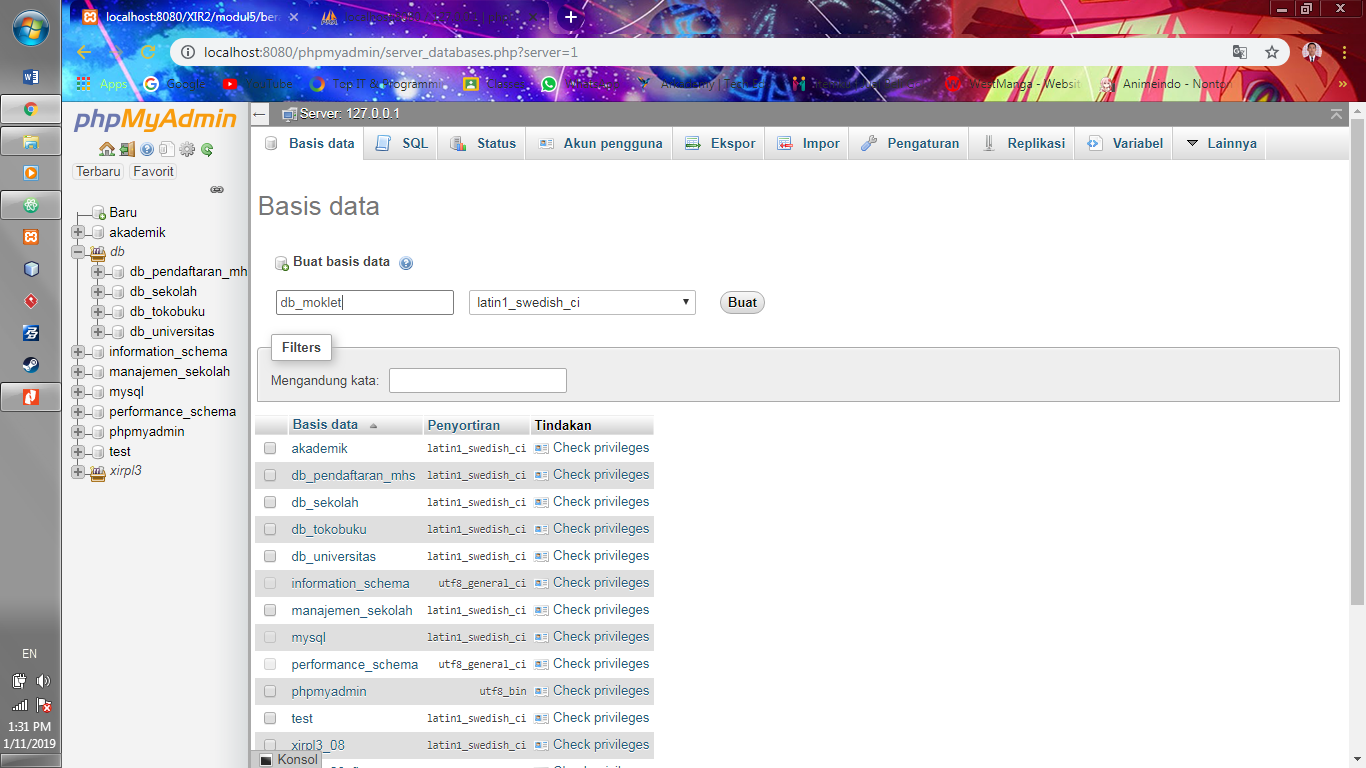 localhost:8080/XIR2/modul5/ber
localhost:8080/phpmyadmin/server_databases.php?server=1
Apps
Google
YouTube
Top IT & Programm
WestManga - Websit
Animeindo - Nonton
phpMyAdmin
Terbaru Favorit
Baru
akademik
db
db_pendaftaran_mh
db_sekolah
db_tokobuku
db_universitas
information_schema
manajemen_sekolah
mysql
performance_schema
phpmyadmin
test
xirpl3
Server: 127.0.0.1
Basis data SQL Status Akun pengguna Ekspor Impor Pengaturan Replikasi Variabel Lainnya
Basis data
Buat basis data
db_moklet latin1_swedish_ci Buat
Filters
Mengandung kata:
Basis data Penyortiran Tindakan
akademik latin1_swedish_ci Check privileges
db_pendaftaran_mhs latin1_swedish_ci Check privileges
db_sekolah latin1_swedish_ci Check privileges
db_tokobuku latin1_swedish_ci Check privileges
db_universitas latin1_swedish_ci Check privileges
information_schema utf8_general_ci Check privileges
manajemen_sekolah latin1_swedish_ci Check privileges
mysql latin1_swedish_ci Check privileges
performance_schema utf8_general_ci Check privileges
phpmyadmin utf8_bin Check privileges
test latin1_swedish_ci Check privileges
xirpl3_08 latin1_swedish_ci Check privileges
Konsol
EN
1:31 PM
1/11/2019